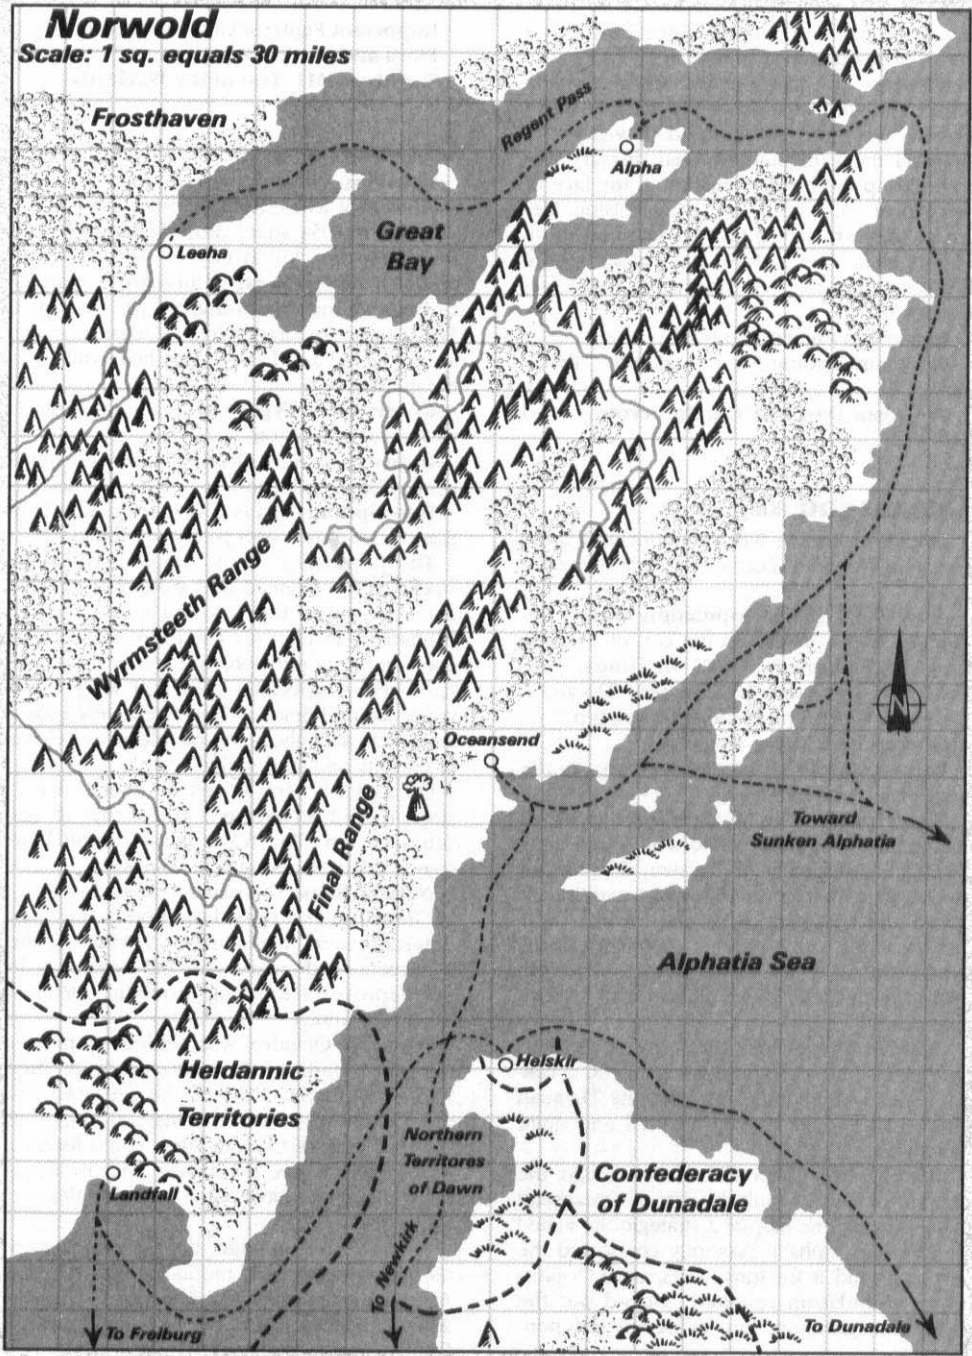 Norwold
Scale: 1 sq. equals 30 miles
Frosthaven
Regent Pass
Alpha
Great
Bay
Leeha
Wyrmsteeth Range
Oceansend
N
Final Range
Toward
Sunken Alphatia
Alphatia Sea
Heldannic
Territories
Helskir
Northern
Territores
of Dawn
Confederacy
of Dunadale
Landfall
To Newkirk
To Freiburg
To Dunadale